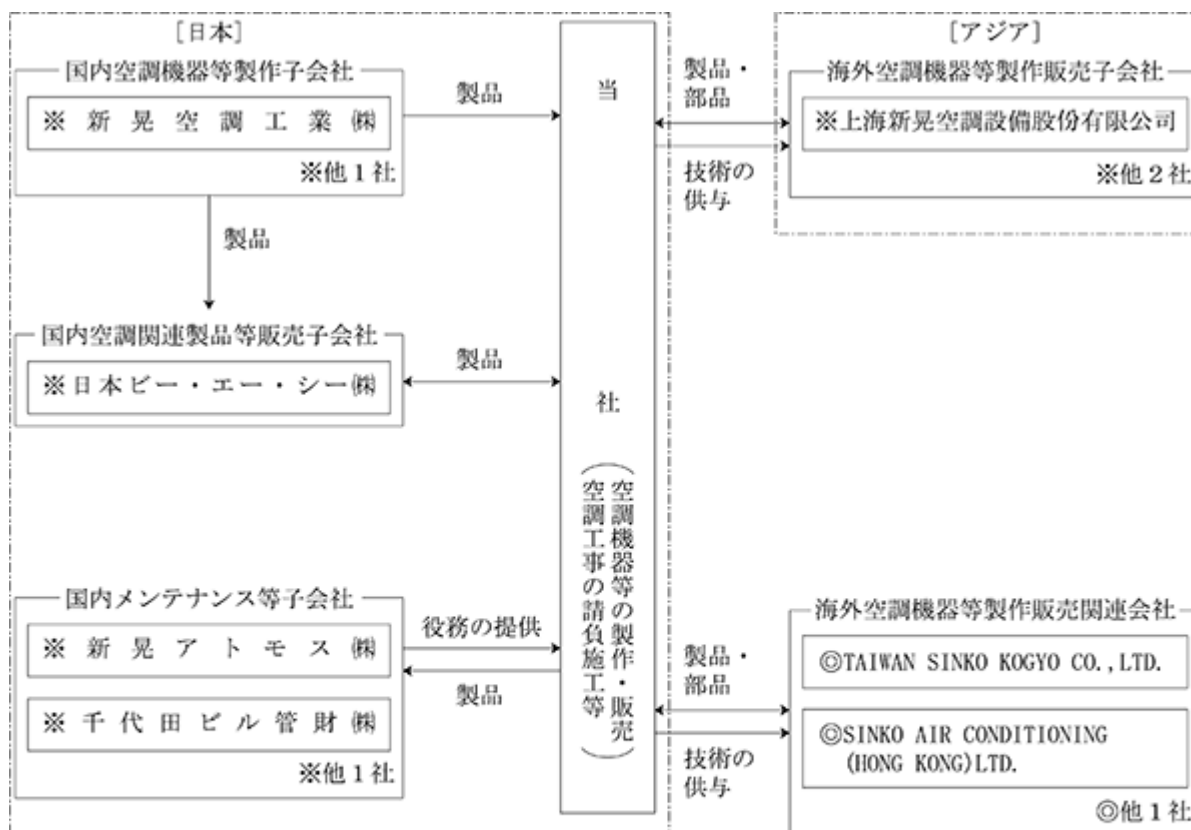 [日本]
国内空調機器等製作子会社
※新晃空調工業㈱
※他1社
製品
製品
国内空調関連製品等販売子会社
※日本ビー・エー・シー㈱
製品
国内メンテナンス等子会社
※新晃アトモス㈱
※千代田ビル管財㈱
※他1社
役務の提供
製品
当社
(空調機器等の製作・販売
空調工事の請負施工等)
[アジア]
製品・
部品
技術の
供与
海外空調機器等製作販売子会社
※上海新晃空調設備股份有限公司
※他2社
製品・
部品
技術の
供与
海外空調機器等製作販売関連会社
◎TAIWAN SINKO KOGYO CO.,LTD.
◎SINKO AIR CONDITIONING
(HONG KONG)LTD.
◎他1社